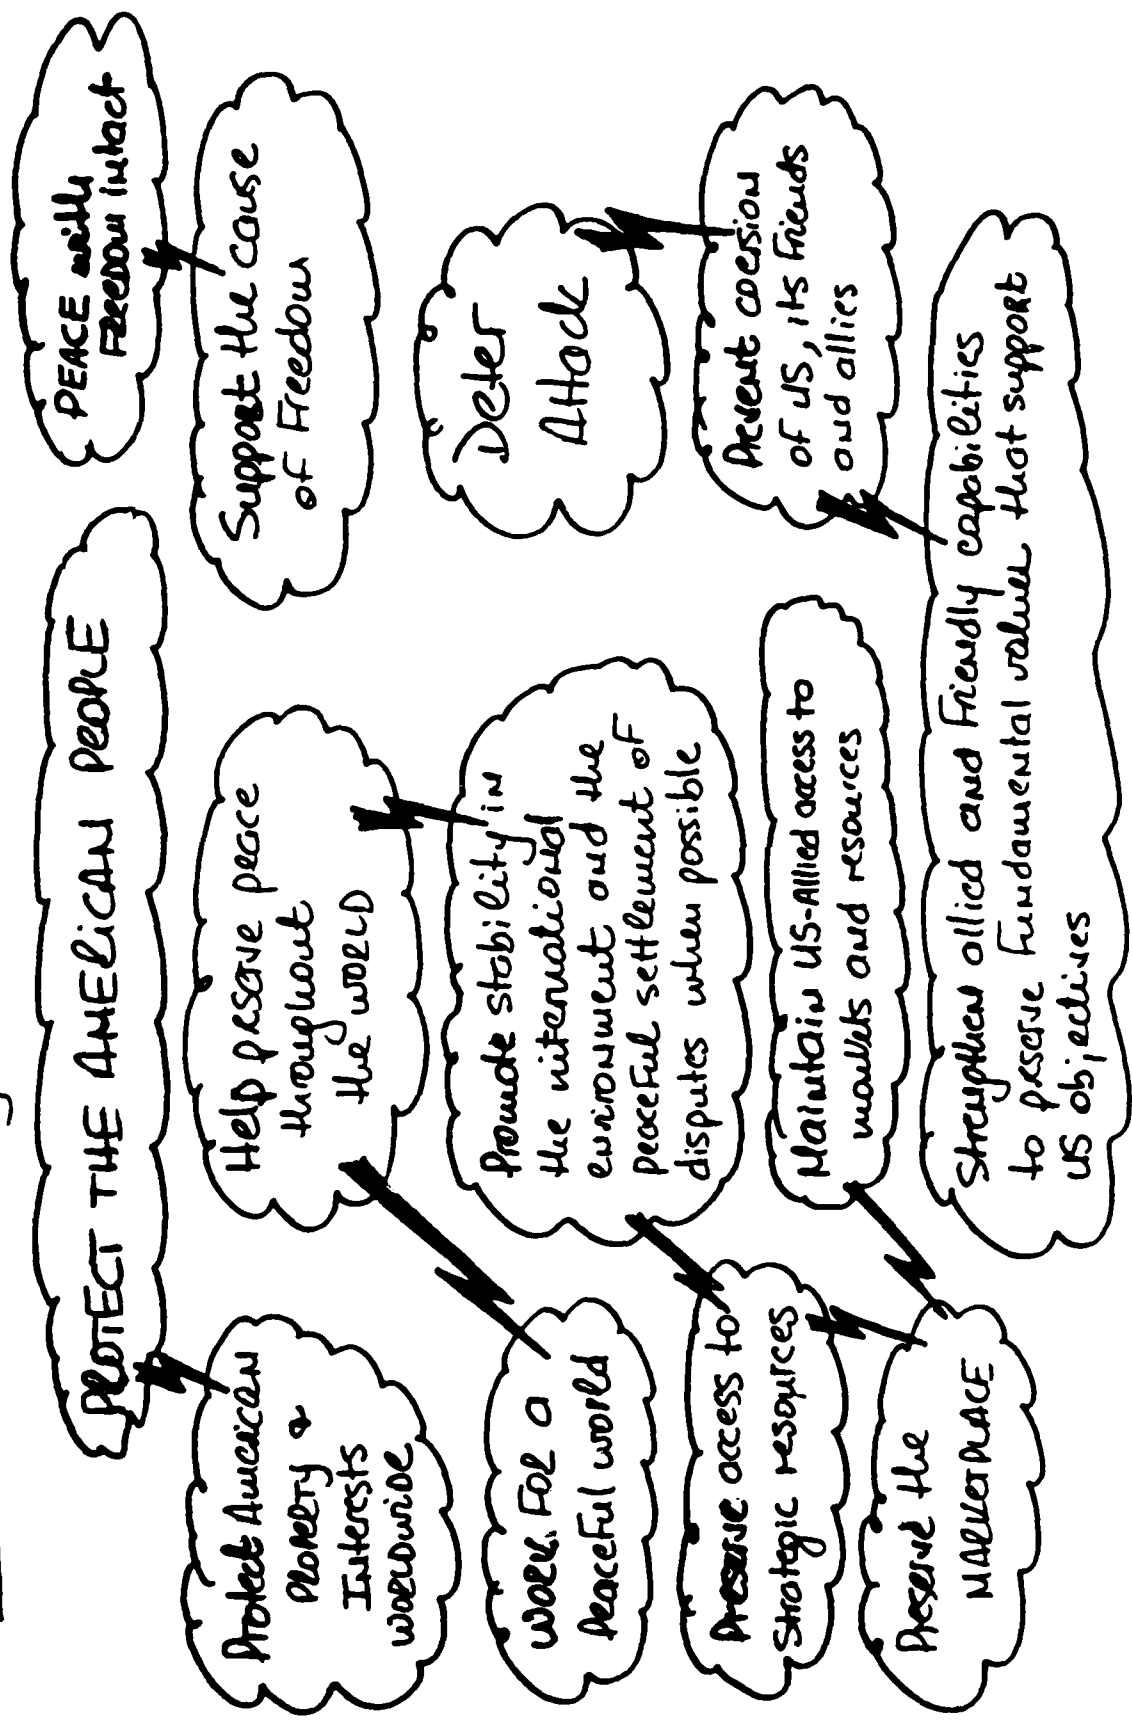 PROTECT THE AMERICAN PEOPLE
PEACE with
FREEDOM intact
Protect American
PROPERTY &
Interests
WORLDWIDE
Help preserve peace
throughout
the WORLD
Support the cause
of Freedom
WORK FOR a
Peaceful world
Promote stability in
the international
environment and the
peaceful settlement of
disputes when possible
Deter
Attack
Preserve access to
Strategic resources
Maintain US-Allied access to
markets and resources
Prevent coersion
of US, its Friends
and allies
Preserve the
MARKETPLACE
Strengthen allied and Friendly capabilities
to preserve Fundamental values that support
US objectives